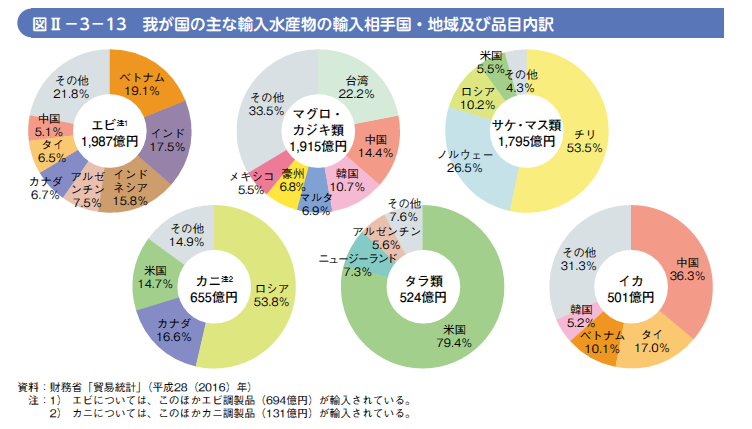 図Ⅱ－3－13 我が国の主な輸入水産物の輸入相手国・地域及び品目内訳
エビ注1
1,987億円
ベトナム
19.1%
インド
17.5%
インド
ネシア
15.8%
アルゼ
ンチン
7.5%
カナダ
6.7%
タイ
6.5%
中国
5.1%
その他
21.8%
マグロ・
カジキ類
1,915億円
台湾
22.2%
中国
14.4%
韓国
10.7%
マルタ
6.9%
豪州
6.8%
メキシコ
5.5%
その他
33.5%
サケ・マス類
1,795億円
チリ
53.5%
ノルウェー
26.5%
ロシア
10.2%
米国
5.5%
その他
4.3%
カニ注2
655億円
ロシア
53.8%
カナダ
16.6%
米国
14.7%
その他
14.9%
タラ類
524億円
米国
79.4%
ニュージーランド
7.3%
アルゼンチン
5.6%
その他
7.6%
イカ
501億円
中国
36.3%
タイ
17.0%
ベトナム
10.1%
韓国
5.2%
その他
31.3%
資料：財務省「貿易統計」（平成28（2016）年）
注：1） エビについては、このほかエビ調製品（694億円）が輸入されている。
2） カニについては、このほかカニ調製品（131億円）が輸入されている。